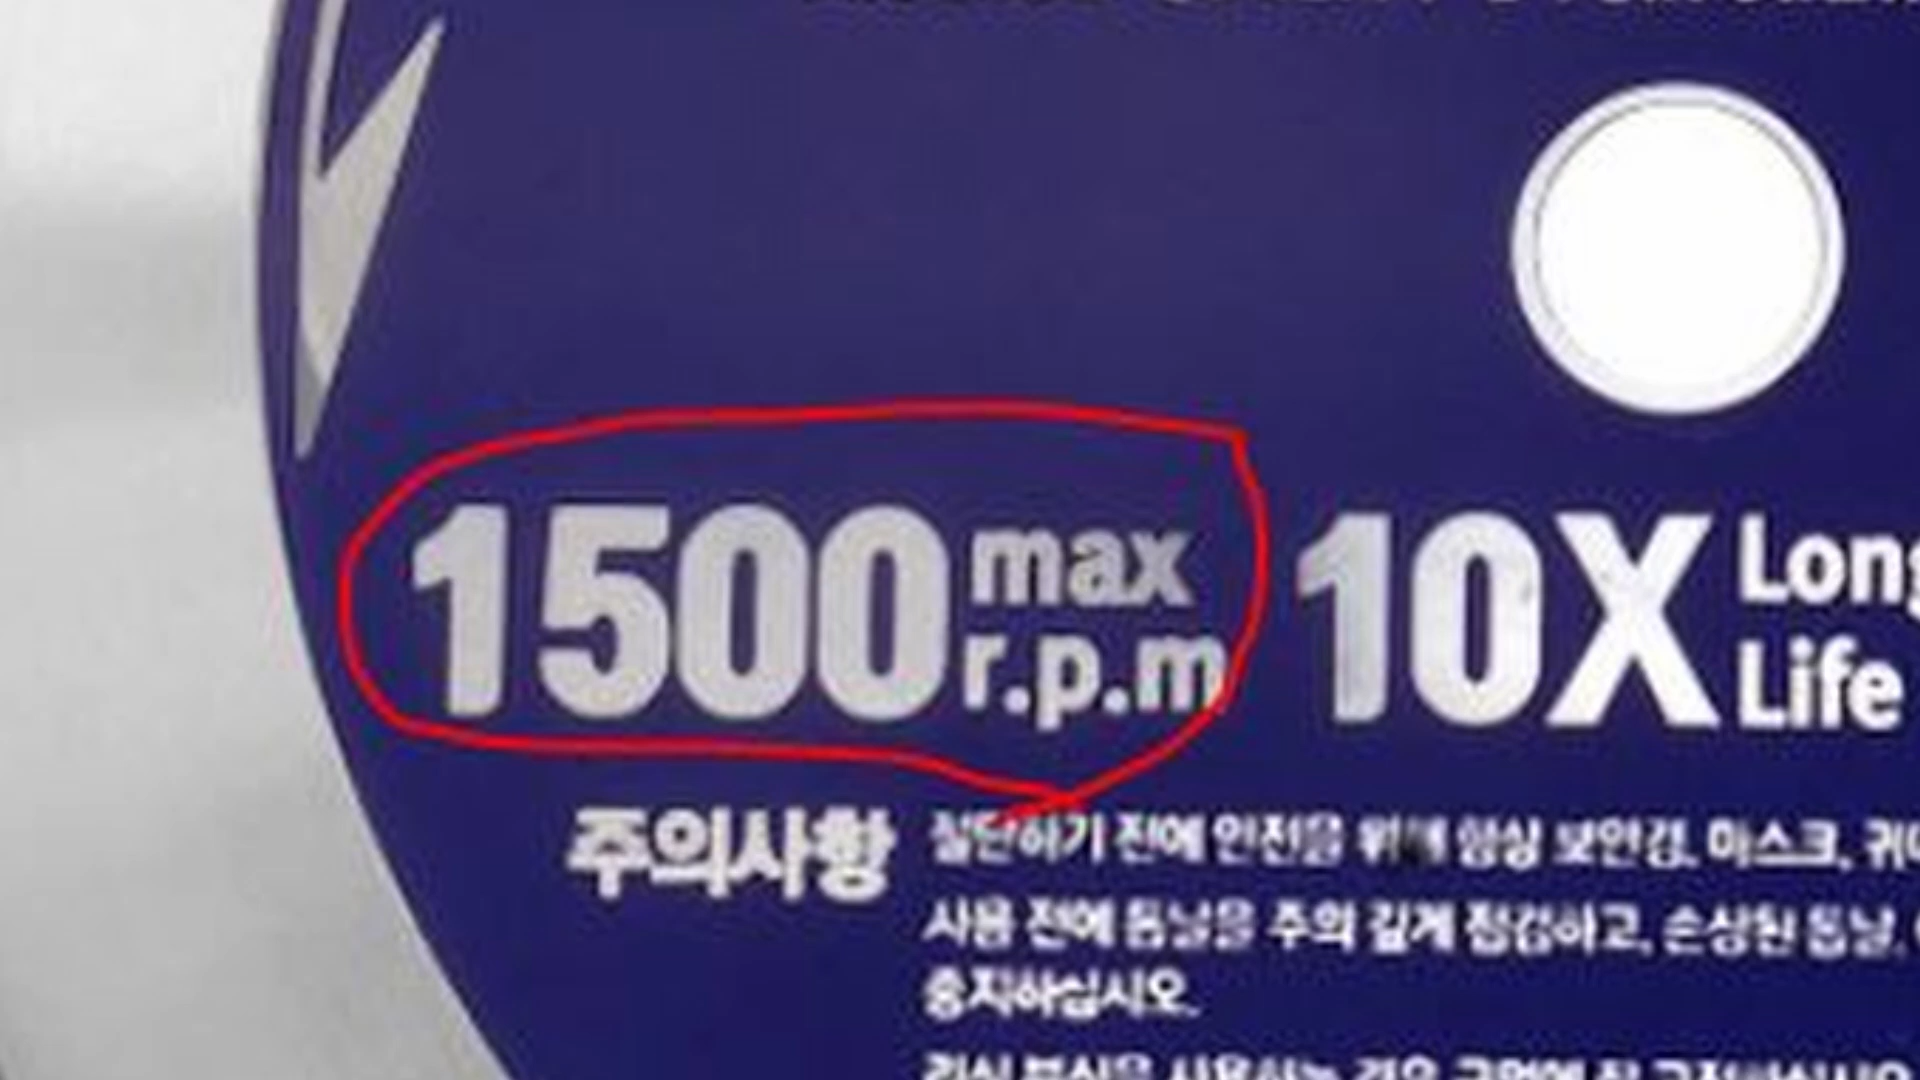 1500 max
r.p.m
10X Long
Life
주의사항
절단하기 전에 안전을 위해 항상 보안경, 마스크,
사용 전에 톱날을 주의 깊게 점검하고, 손상된 톱날,
중지하십시오.